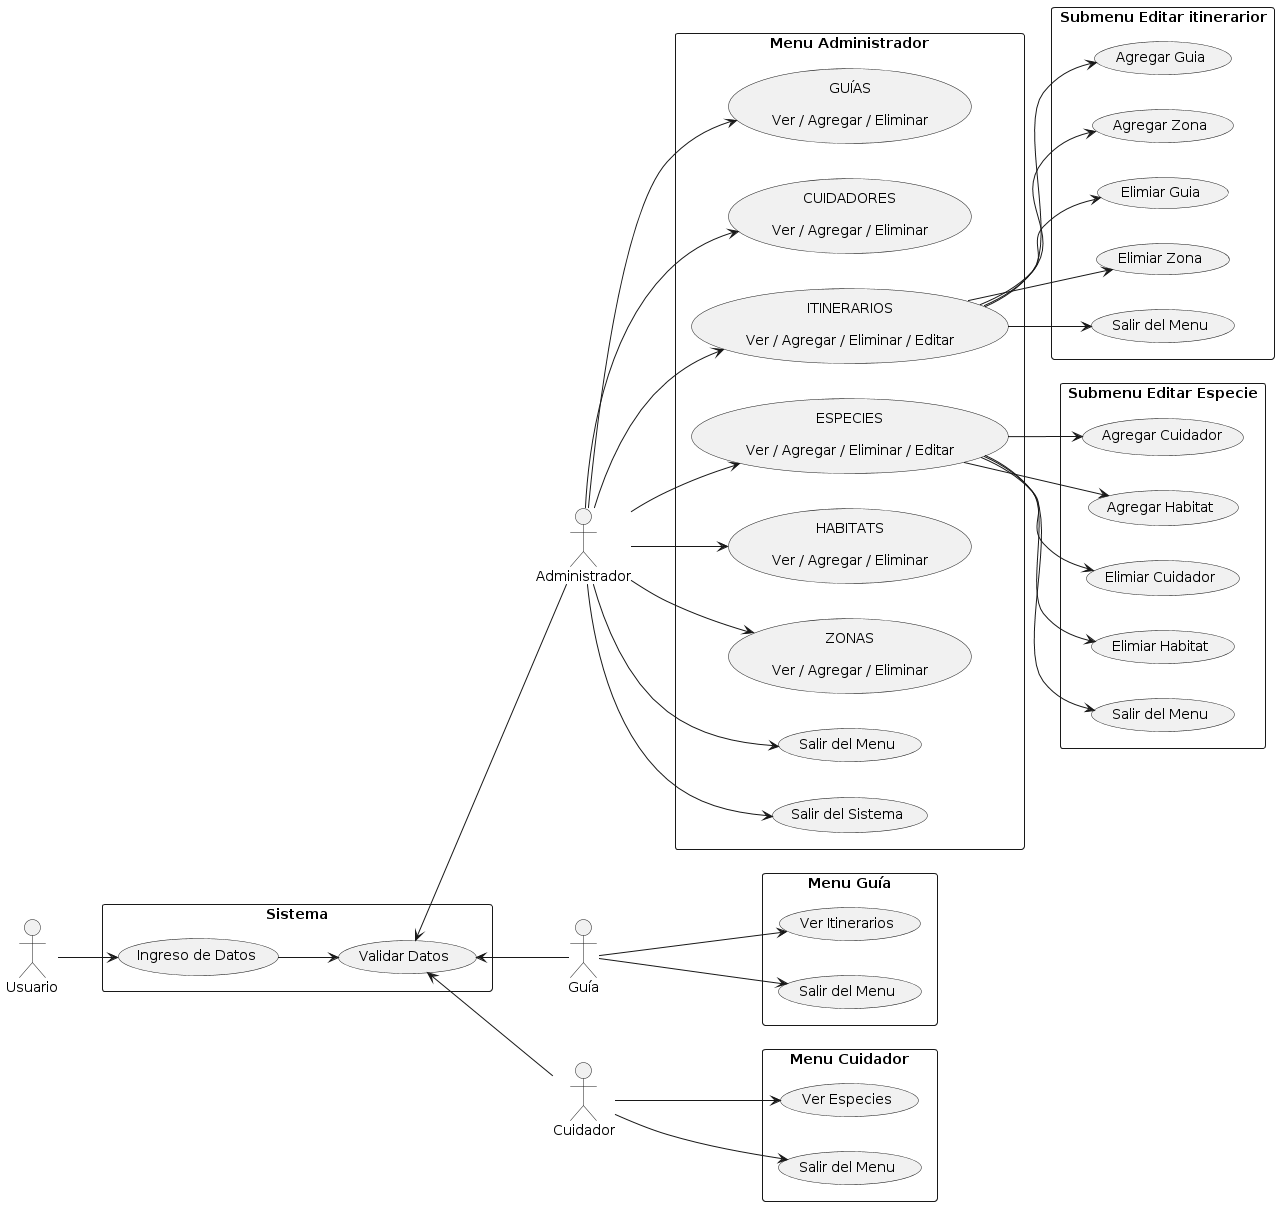 Submenu Editar itinerarior
Agregar Guia
Agregar Zona
Elimiar Guia
Elimiar Zona
Salir del Menu
Menu Administrador
GUÍAS
Ver / Agregar / Eliminar
CUIDADORES
Ver / Agregar / Eliminar
ITINERARIOS
Ver / Agregar / Eliminar / Editar
ESPECIES
Ver / Agregar / Eliminar / Editar
HABITATS
Ver / Agregar / Eliminar
ZONAS
Ver / Agregar / Eliminar
Salir del Menu
Salir del Sistema
Submenu Editar Especie
Agregar Cuidador
Agregar Habitat
Elimiar Cuidador
Elimiar Habitat
Salir del Menu
Administrador
Sistema
Ingreso de Datos
Validar Datos
Usuario
Guía
Menu Guía
Ver Itinerarios
Salir del Menu
Cuidador
Menu Cuidador
Ver Especies
Salir del Menu